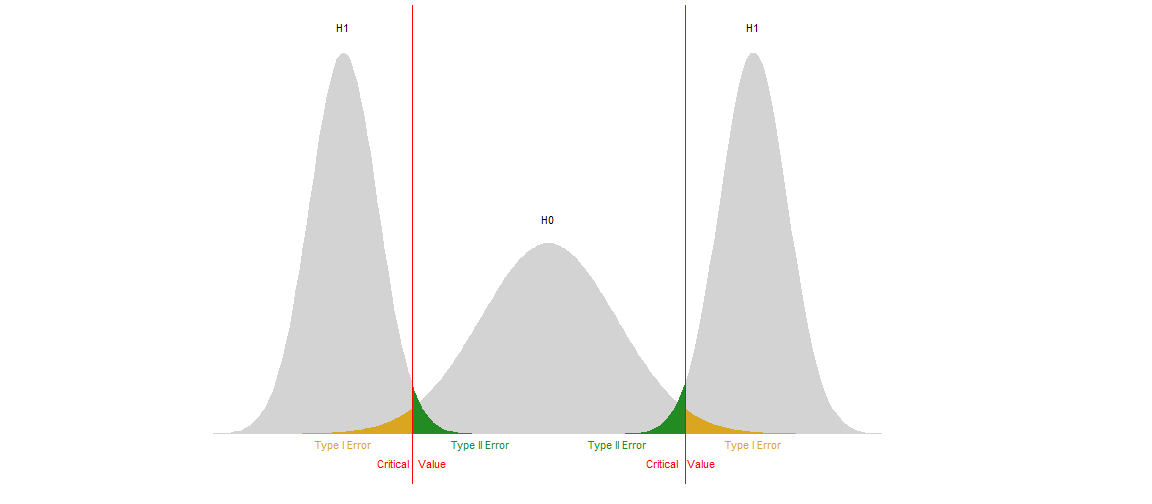 H1
H1
H0
Type I Error
Type II Error
Type II Error
Type I Error
Critical Value
Critical Value